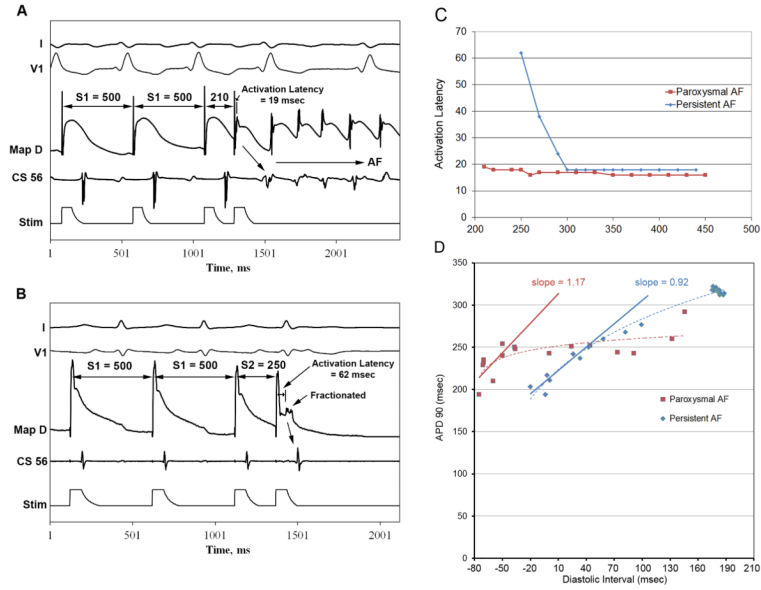 A
I
V1
S1 = 500
S1 = 500
210
Activation Latency
= 19 msec
Map D
AF
CS 56
Stim
1
501
1001
1501
2001
Time, ms
B
I
V1
S1 = 500
S1 = 500
S2 = 250
Activation Latency
= 62 msec
Fractionated
Map D
CS 56
Stim
1
501
1001
1501
2001
Time, ms
C
Activation Latency
70
60
50
40
30
20
10
0
200
250
300
350
400
450
500
Paroxysmal AF
Persistent AF
D
APD 90 (msec)
350
300
250
200
150
100
50
0
slope = 1.17
slope = 0.92
Paroxysmal AF
Persistent AF
-80
-50
-20
10
40
70
100
130
160
190
210
Diastolic Interval (msec)